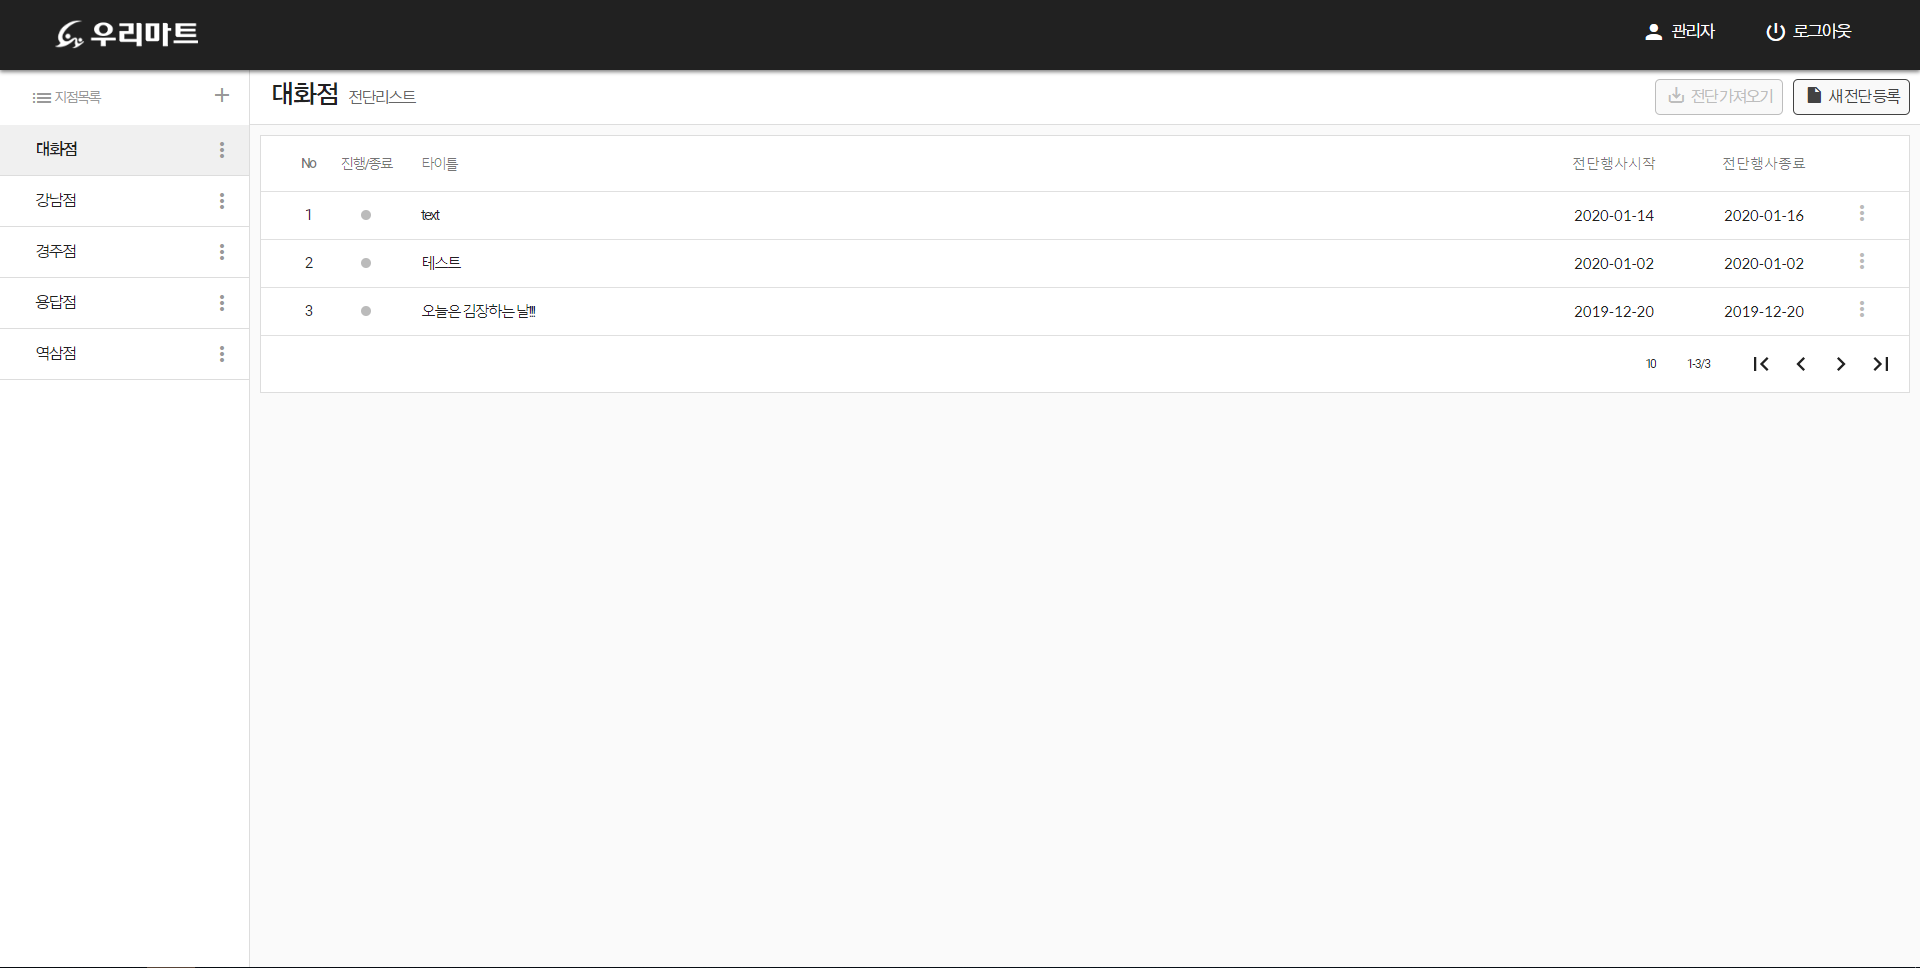 우리마트
관리자 로그아웃
지점목록
대화점
강남점
경주점
용답점
역삼점
대화점 전단리스트
전단가져오기 새전단등록
No 진행/종료 타이틀 전단행사시작 전단행사종료
1 text 2020-01-14 2020-01-16
2 테스트 2020-01-02 2020-01-02
3 오늘은 김장하는 날!!! 2019-12-20 2019-12-20
10 1-3/3